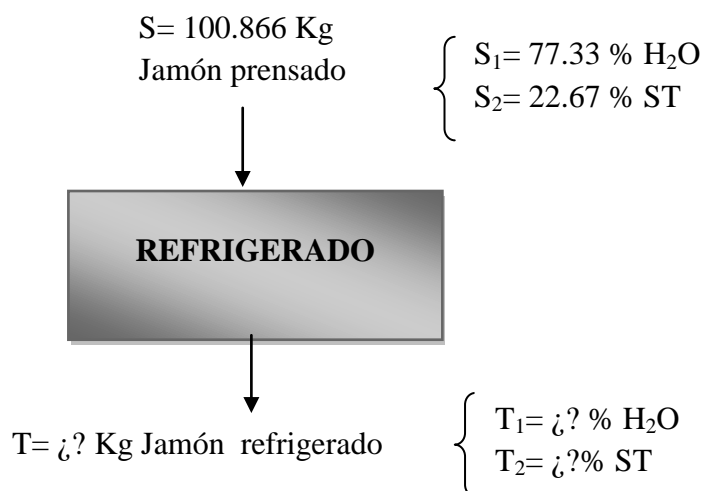 S= 100.866 Kg
Jamón prensado
S₁= 77.33 % H₂O
S₂= 22.67 % ST
REFRIGERADO
T= ¿? Kg Jamón refrigerado
T₁= ¿? % H₂O
T₂= ¿?% ST